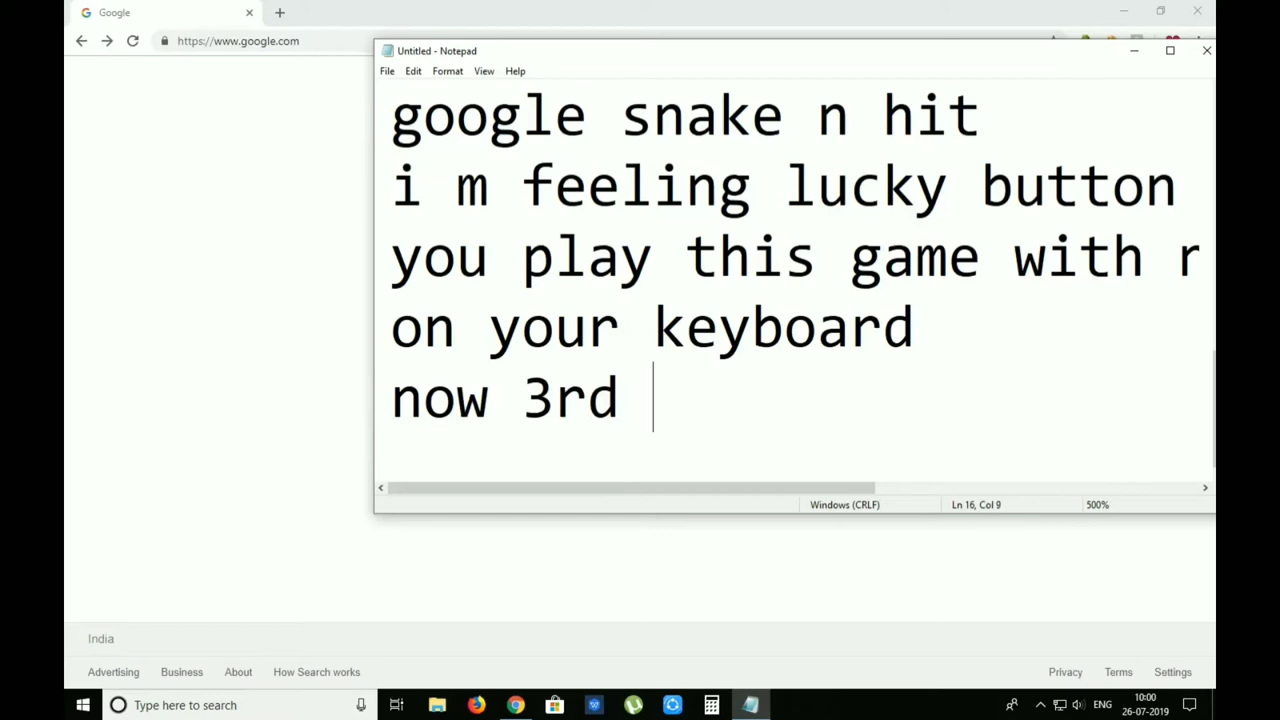 Google
https://www.google.com
Untitled - Notepad
File Edit Format View Help
google snake n hit
i m feeling lucky button
you play this game with r
on your keyboard
now 3rd
Windows (CRLF) Ln 16, Col 9 500%
India
Advertising Business About How Search works Privacy Terms Settings
Type here to search
ENG
10:00
26-07-2019